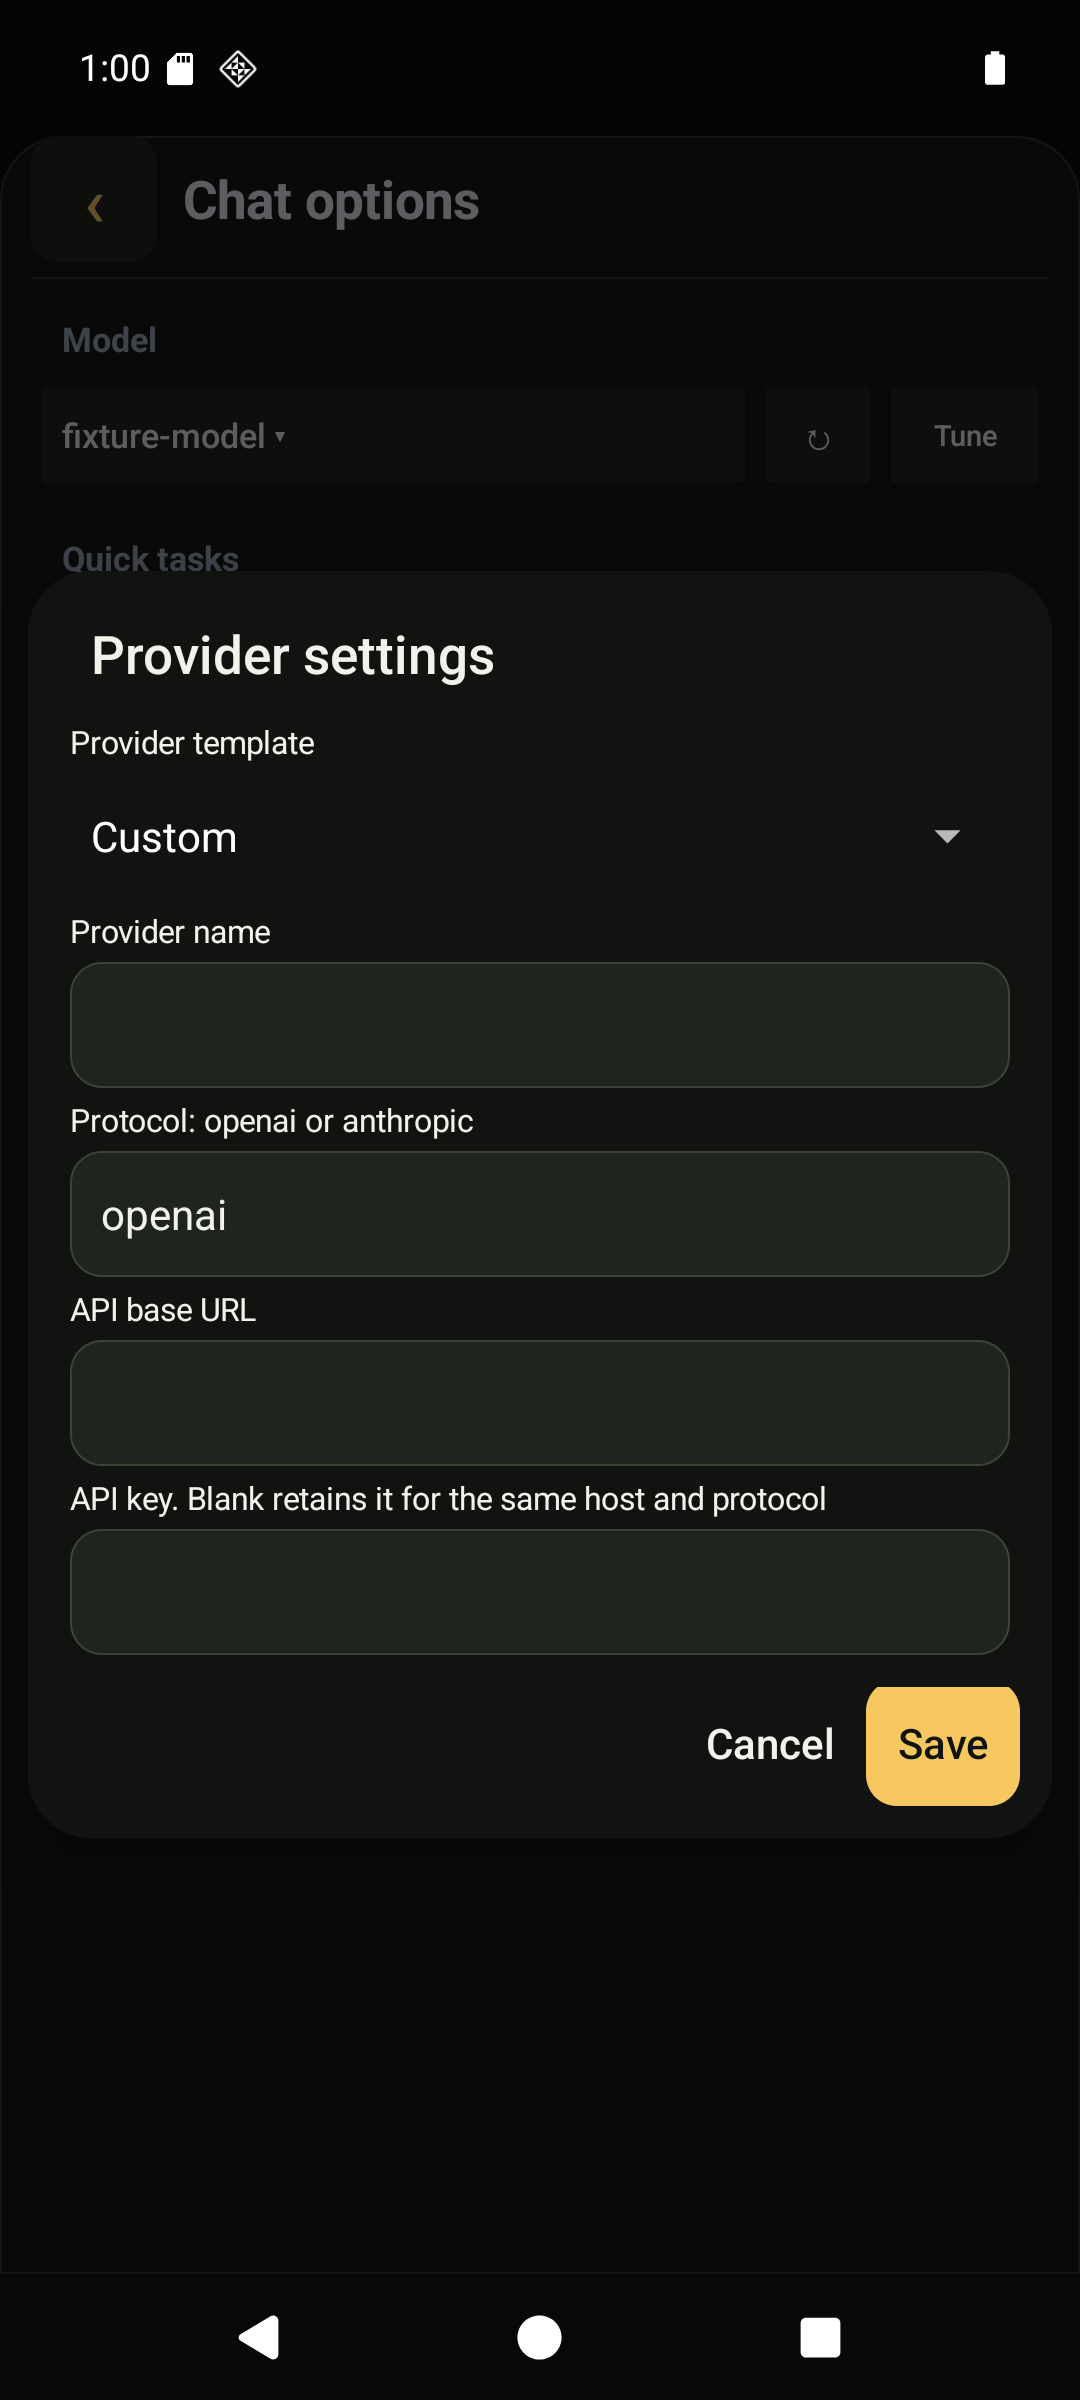 1:00
Chat options
Model
fixture-model ▾
↻
Tune
Quick tasks
Provider settings
Provider template
Custom
Provider name
Protocol: openai or anthropic
openai
API base URL
API key. Blank retains it for the same host and protocol
Cancel
Save